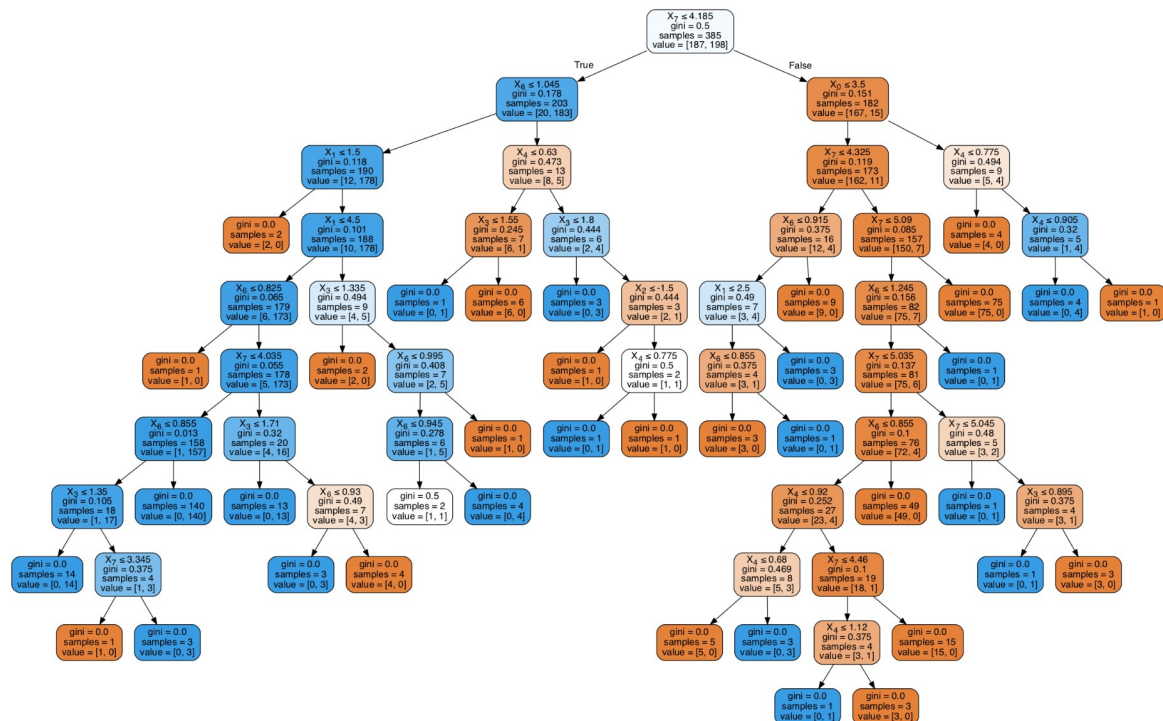 X7 ≤ 4.185
gini = 0.5
samples = 385
value = [187, 198]
True
False
X6 ≤ 1.045
gini = 0.178
samples = 203
value = [20, 183]
X0 ≤ 3.5
gini = 0.151
samples = 182
value = [167, 15]
X1 ≤ 1.5
gini = 0.118
samples = 190
value = [12, 178]
X4 ≤ 0.63
gini = 0.473
samples = 13
value = [8, 5]
X7 ≤ 4.325
gini = 0.119
samples = 173
value = [162, 11]
X4 ≤ 0.775
gini = 0.494
samples = 9
value = [5, 4]
gini = 0.0
samples = 2
value = [2, 0]
X1 ≤ 4.5
gini = 0.101
samples = 188
value = [10, 178]
X3 ≤ 1.55
gini = 0.245
samples = 7
value = [6, 1]
X3 ≤ 1.8
gini = 0.444
samples = 6
value = [2, 4]
X6 ≤ 0.915
gini = 0.375
samples = 16
value = [12, 4]
X7 ≤ 5.09
gini = 0.085
samples = 157
value = [150, 7]
gini = 0.0
samples = 4
value = [4, 0]
X4 ≤ 0.905
gini = 0.32
samples = 5
value = [1, 4]
X6 ≤ 0.825
gini = 0.065
samples = 179
value = [6, 173]
X3 ≤ 1.335
gini = 0.494
samples = 9
value = [4, 5]
gini = 0.0
samples = 1
value = [0, 1]
gini = 0.0
samples = 6
value = [6, 0]
gini = 0.0
samples = 3
value = [0, 3]
X2 ≤ -1.5
gini = 0.444
samples = 3
value = [2, 1]
X1 ≤ 2.5
gini = 0.49
samples = 7
value = [3, 4]
gini = 0.0
samples = 9
value = [9, 0]
X6 ≤ 1.245
gini = 0.156
samples = 82
value = [75, 7]
gini = 0.0
samples = 75
value = [75, 0]
gini = 0.0
samples = 4
value = [0, 4]
gini = 0.0
samples = 1
value = [1, 0]
gini = 0.0
samples = 1
value = [1, 0]
X7 ≤ 4.035
gini = 0.055
samples = 178
value = [5, 173]
gini = 0.0
samples = 2
value = [2, 0]
X6 ≤ 0.995
gini = 0.408
samples = 7
value = [2, 5]
gini = 0.0
samples = 1
value = [1, 0]
X4 ≤ 0.775
gini = 0.5
samples = 2
value = [1, 1]
X6 ≤ 0.855
gini = 0.375
samples = 4
value = [3, 1]
gini = 0.0
samples = 3
value = [0, 3]
X7 ≤ 5.035
gini = 0.137
samples = 81
value = [75, 6]
gini = 0.0
samples = 1
value = [0, 1]
X6 ≤ 0.855
gini = 0.013
samples = 158
value = [1, 157]
X3 ≤ 1.71
gini = 0.32
samples = 20
value = [4, 16]
X6 ≤ 0.945
gini = 0.278
samples = 6
value = [1, 5]
gini = 0.0
samples = 1
value = [1, 0]
gini = 0.0
samples = 1
value = [0, 1]
gini = 0.0
samples = 1
value = [1, 0]
gini = 0.0
samples = 3
value = [3, 0]
gini = 0.0
samples = 1
value = [0, 1]
X6 ≤ 0.855
gini = 0.1
samples = 76
value = [72, 4]
X7 ≤ 5.045
gini = 0.48
samples = 5
value = [3, 2]
X3 ≤ 1.35
gini = 0.105
samples = 18
value = [1, 17]
gini = 0.0
samples = 140
value = [0, 140]
gini = 0.0
samples = 13
value = [0, 13]
X6 ≤ 0.93
gini = 0.49
samples = 7
value = [4, 3]
gini = 0.5
samples = 2
value = [1, 1]
gini = 0.0
samples = 4
value = [0, 4]
X4 ≤ 0.92
gini = 0.252
samples = 27
value = [23, 4]
gini = 0.0
samples = 49
value = [49, 0]
gini = 0.0
samples = 1
value = [0, 1]
X3 ≤ 0.895
gini = 0.375
samples = 4
value = [3, 1]
gini = 0.0
samples = 14
value = [0, 14]
X7 ≤ 3.345
gini = 0.375
samples = 4
value = [1, 3]
gini = 0.0
samples = 3
value = [0, 3]
gini = 0.0
samples = 4
value = [4, 0]
X4 ≤ 0.68
gini = 0.469
samples = 8
value = [5, 3]
X7 ≤ 4.46
gini = 0.1
samples = 19
value = [18, 1]
gini = 0.0
samples = 1
value = [0, 1]
gini = 0.0
samples = 3
value = [3, 0]
gini = 0.0
samples = 1
value = [1, 0]
gini = 0.0
samples = 3
value = [0, 3]
gini = 0.0
samples = 5
value = [5, 0]
gini = 0.0
samples = 3
value = [0, 3]
X4 ≤ 1.12
gini = 0.375
samples = 4
value = [3, 1]
gini = 0.0
samples = 15
value = [15, 0]
gini = 0.0
samples = 1
value = [0, 1]
gini = 0.0
samples = 3
value = [3, 0]